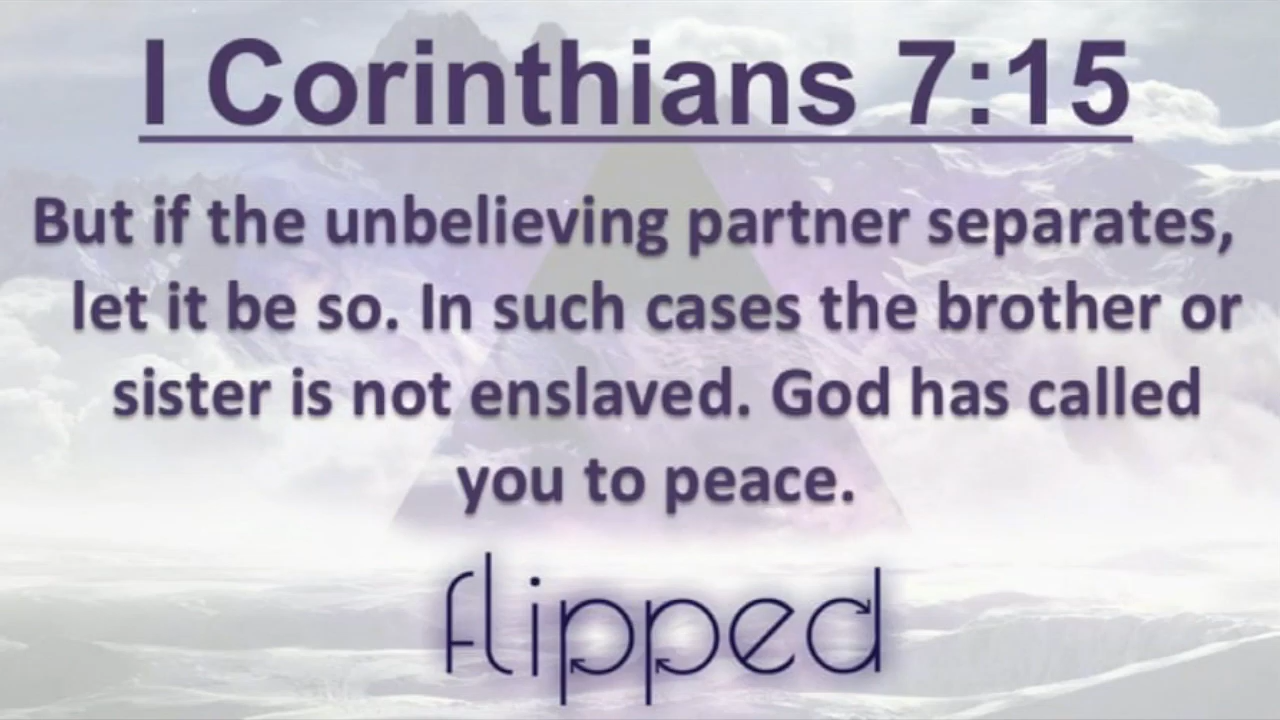 I Corinthians 7:15
But if the unbelieving partner separates,
let it be so. In such cases the brother or
sister is not enslaved. God has called
you to peace.
flipped